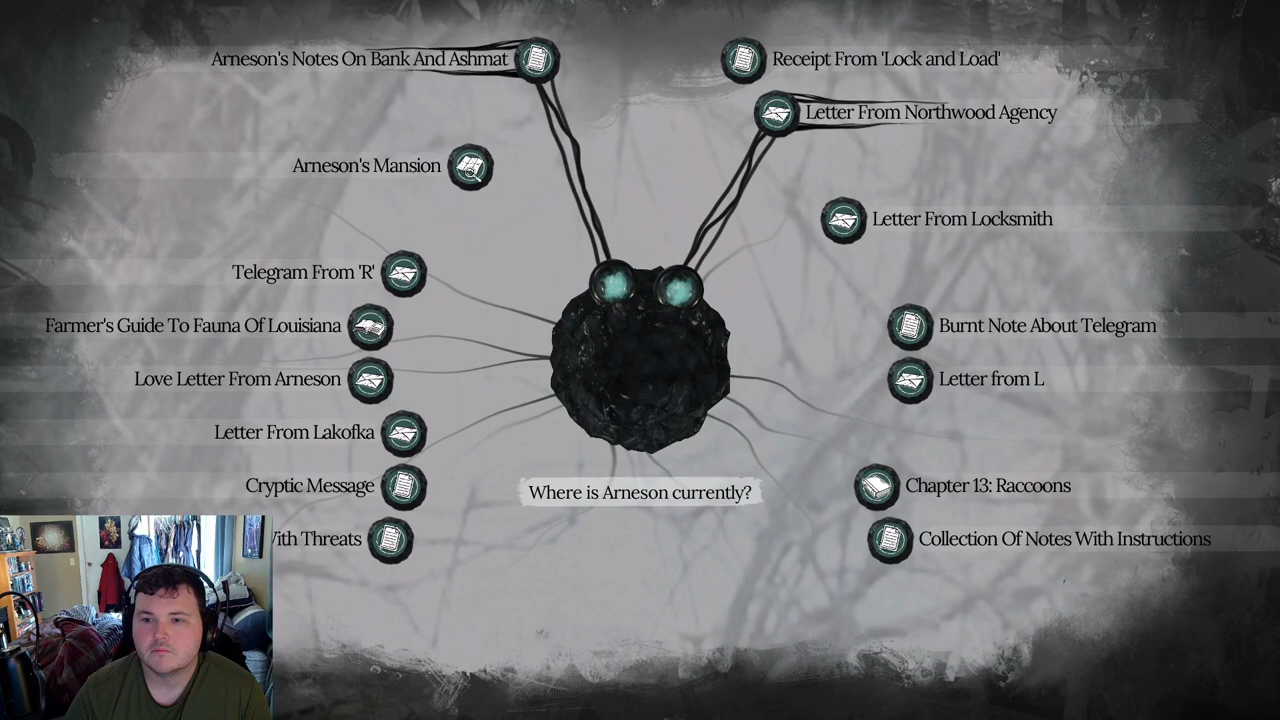 Arneson's Notes On Bank And Ashmat
Receipt From 'Lock and Load'
Letter From Northwood Agency
Arneson's Mansion
Letter From Locksmith
Telegram From 'R'
Farmer's Guide To Fauna Of Louisiana
Burnt Note About Telegram
Love Letter From Arneson
Letter from L
Letter From Lakofka
Cryptic Message
Where is Arneson currently?
Chapter 13: Raccoons
With Threats
Collection Of Notes With Instructions